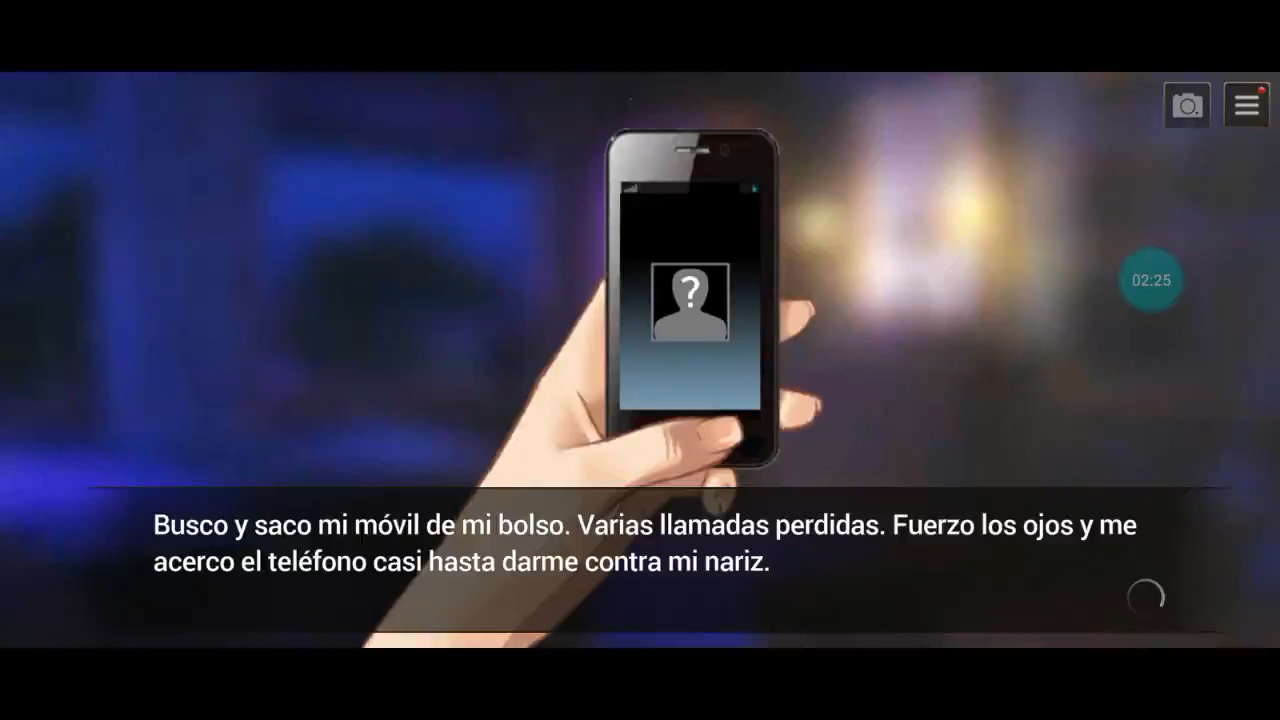 ?
02:25
Busco y saco mi móvil de mi bolso. Varias llamadas perdidas. Fuerzo los ojos y me
acerco el teléfono casi hasta darme contra mi nariz.